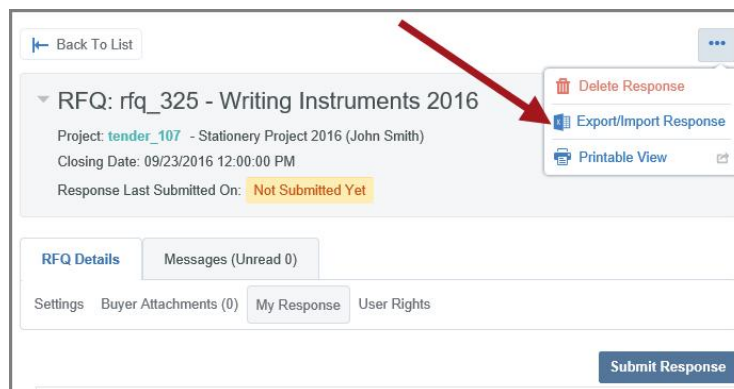 Back To List
•••
RFQ: rfq_325 - Writing Instruments 2016
Project: tender_107 - Stationery Project 2016 (John Smith)
Closing Date: 09/23/2016 12:00:00 PM
Response Last Submitted On: Not Submitted Yet
Delete Response
Export/Import Response
Printable View
RFQ Details
Messages (Unread 0)
Settings
Buyer Attachments (0)
My Response
User Rights
Submit Response